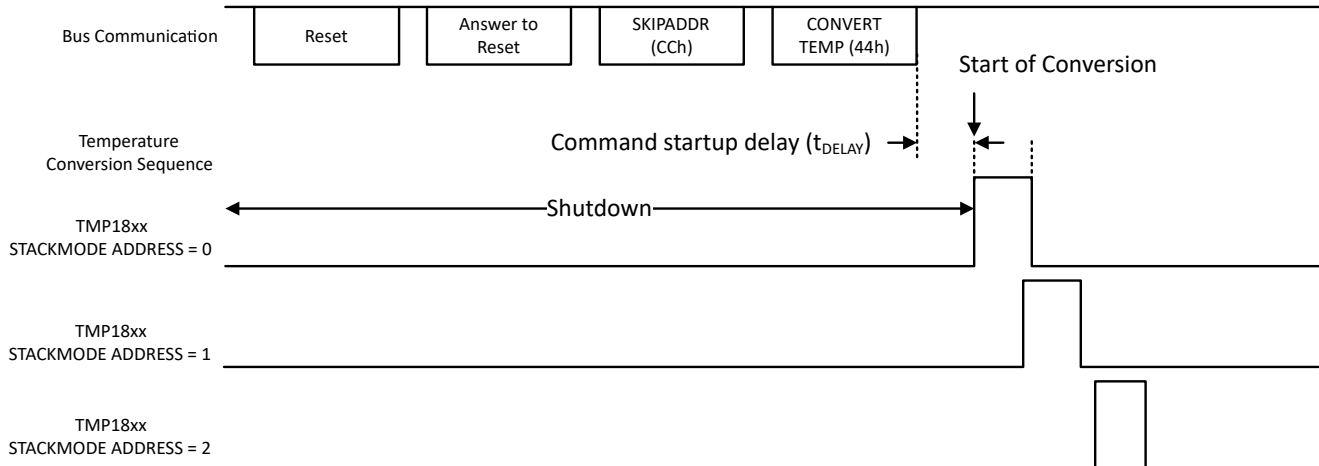 Bus Communication
Reset
Answer to
Reset
SKIPADDR
(CCh)
CONVERT
TEMP (44h)
Start of Conversion
Temperature
Conversion Sequence
Command startup delay (tDELAY)
Shutdown
TMP18xx
STACKMODE ADDRESS = 0
TMP18xx
STACKMODE ADDRESS = 1
TMP18xx
STACKMODE ADDRESS = 2